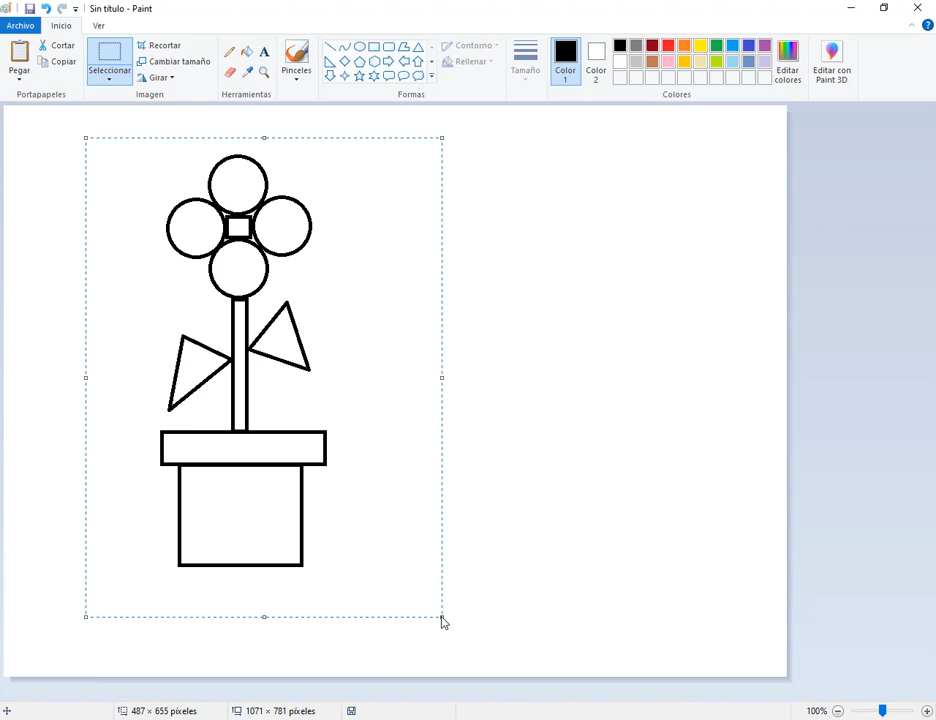 Sin título - Paint
Archivo Inicio Ver
Pegar
Cortar
Copiar
Portapapeles
Seleccionar
Recortar
Cambiar tamaño
Girar
Imagen
A
Herramientas
Pinceles
Contorno
Rellenar
Formas
Tamaño
Color 1
Color 2
Editar colores
Colores
Editar con Paint 3D
487 × 655 píxeles 1071 × 781 píxeles 100%